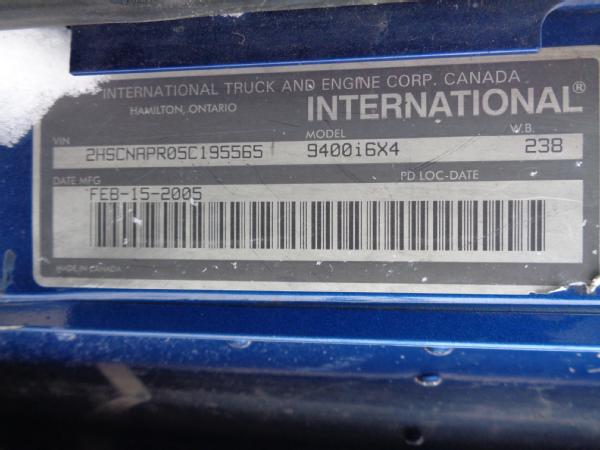 INTERNATIONAL TRUCK AND ENGINE CORP. CANADA
HAMILTON, ONTARIO
INTERNATIONAL®
VIN MODEL W.B.
2HSCNAPR05C195565 9400i6X4 238
DATE MFG PD LOC-DATE
FEB-15-2005
MADE IN CANADA